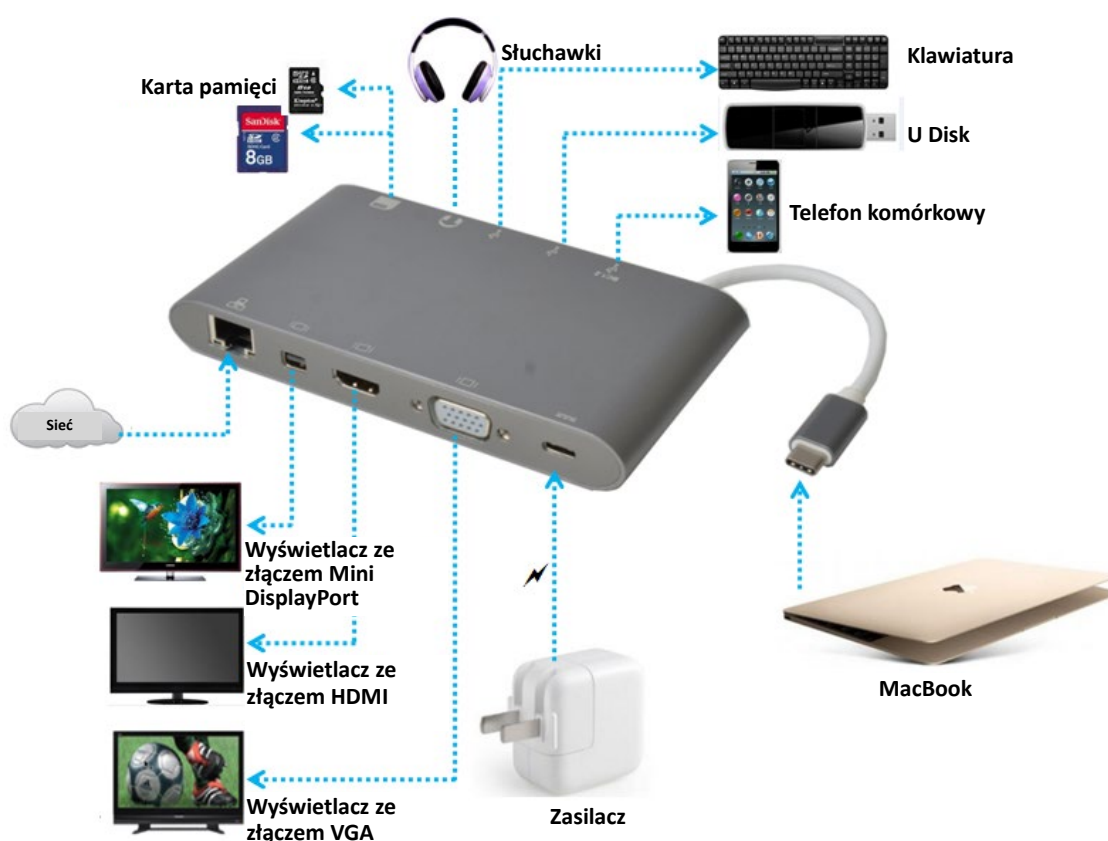 Słuchawki
Klawiatura
Karta pamięci
SanDisk
8GB
U Disk
Telefon komórkowy
Sieć
Wyświetlacz ze
złączem Mini
DisplayPort
Wyświetlacz ze
złączem HDMI
MacBook
Wyświetlacz ze
złączem VGA
Zasilacz